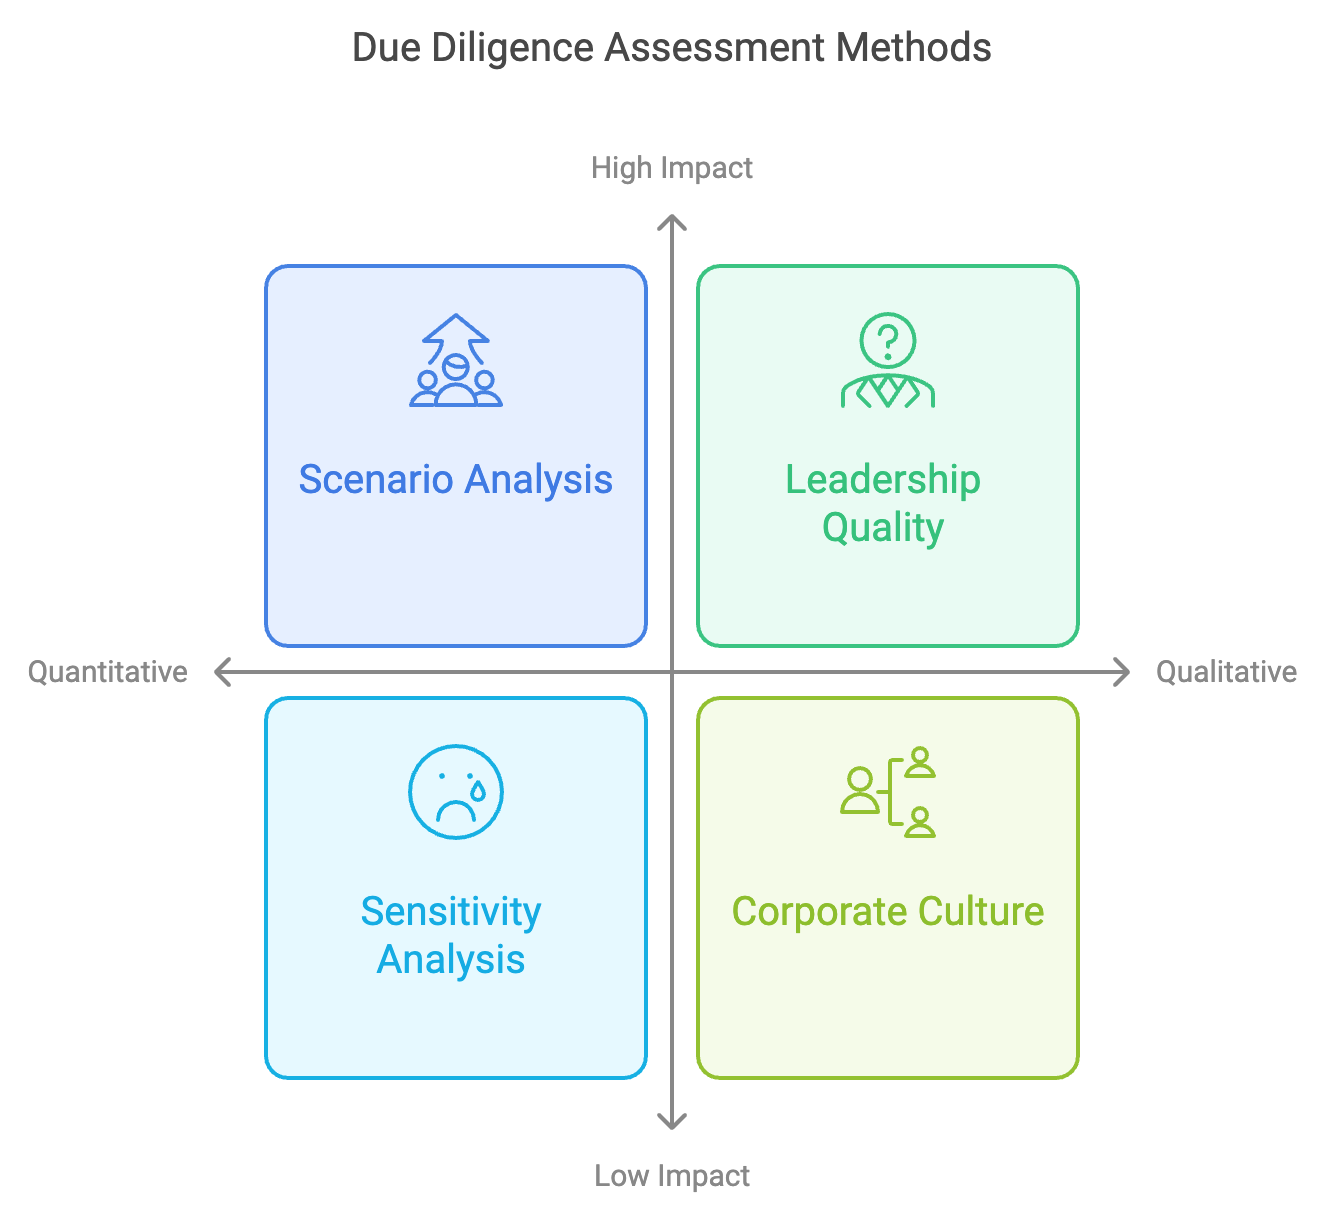 Due Diligence Assessment Methods
High Impact
Scenario Analysis
Leadership
Quality
Quantitative
Qualitative
Sensitivity
Analysis
Corporate Culture
Low Impact